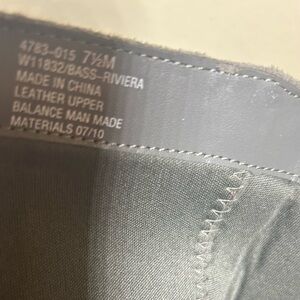 4783-015 7½M
W11832/BASS-RIVIERA
MADE IN CHINA
LEATHER UPPER
BALANCE MAN MADE
MATERIALS 07/10